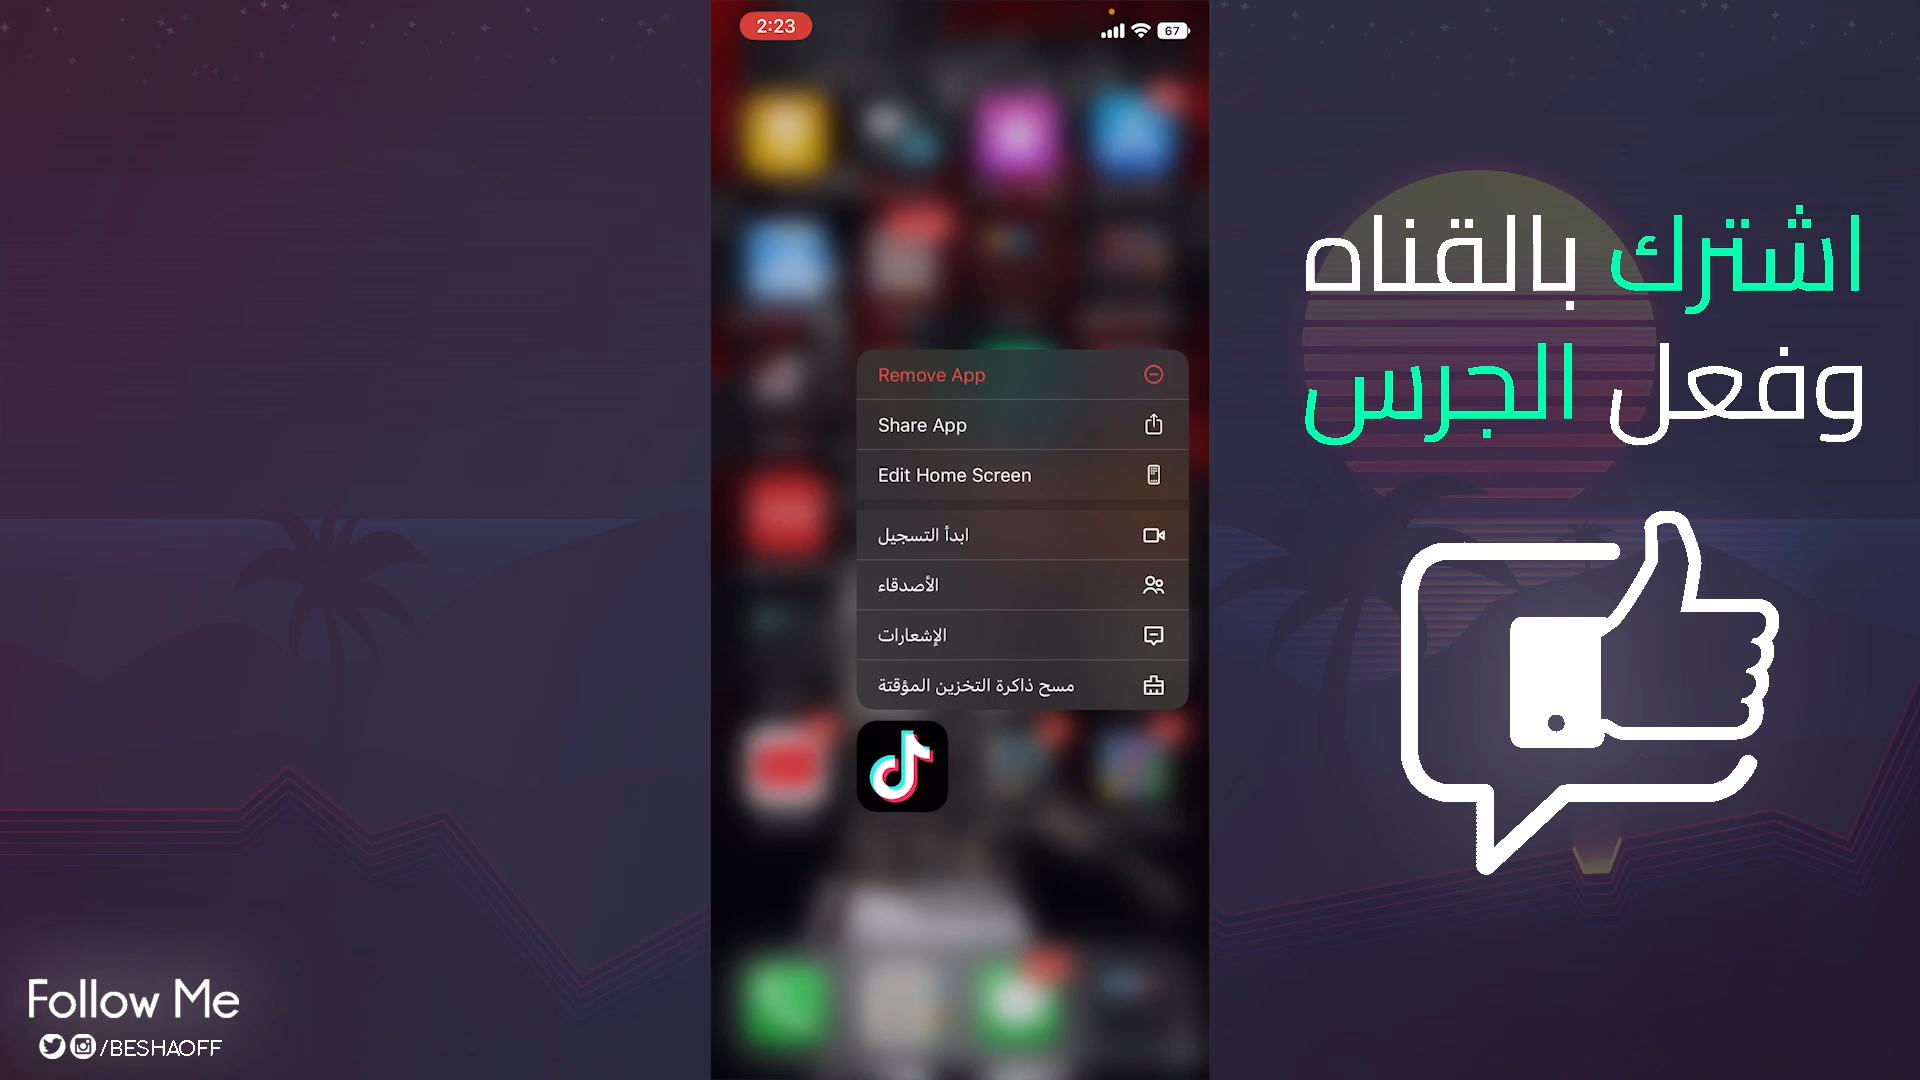 2:23
67
Remove App
Share App
Edit Home Screen
ابدأ التسجيل
الأصدقاء
الإشعارات
مسح ذاكرة التخزين المؤقتة
اشترك بالقناه
وفعل الجرس
Follow Me
/BESHAOFF